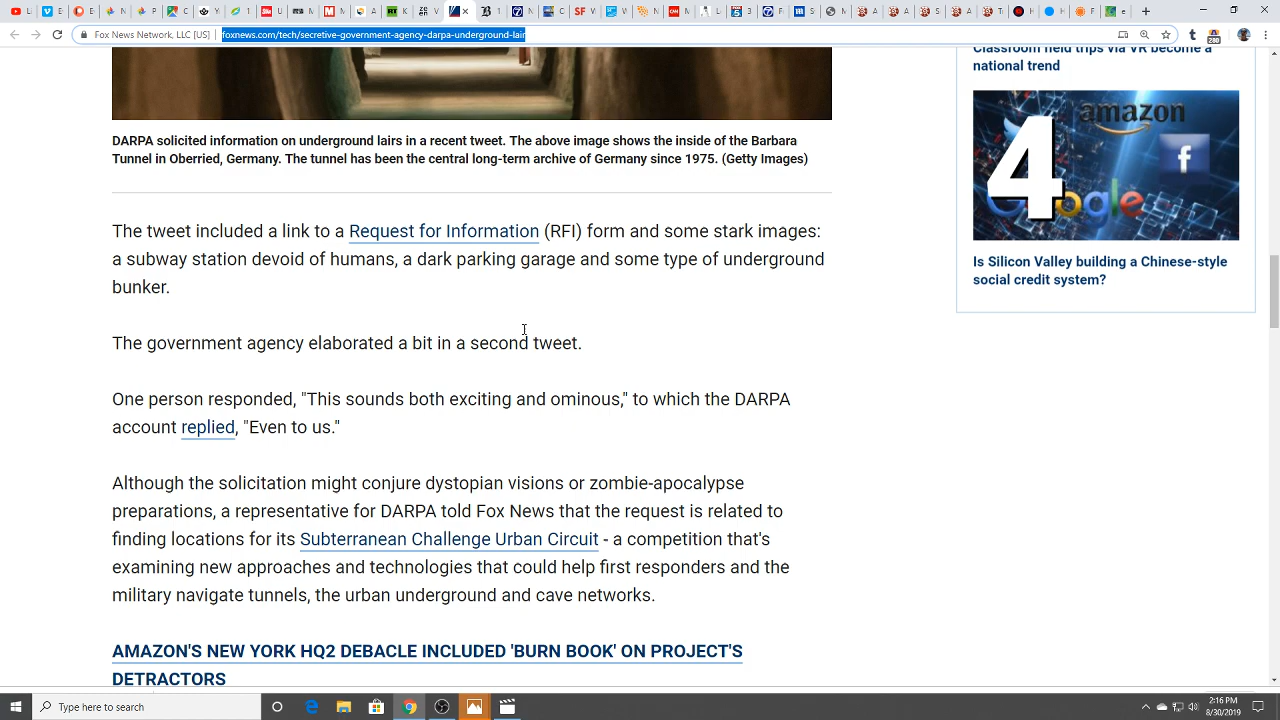 Fox News Network, LLC [US]
foxnews.com/tech/secretive-government-agency-darpa-underground-lair
280
DARPA solicited information on underground lairs in a recent tweet. The above image shows the inside of the Barbara
Tunnel in Oberried, Germany. The tunnel has been the central long-term archive of Germany since 1975. (Getty Images)
The tweet included a link to a Request for Information (RFI) form and some stark images:
a subway station devoid of humans, a dark parking garage and some type of underground
bunker.
The government agency elaborated a bit in a second tweet.
One person responded, "This sounds both exciting and ominous," to which the DARPA
account replied, "Even to us."
Although the solicitation might conjure dystopian visions or zombie-apocalypse
preparations, a representative for DARPA told Fox News that the request is related to
finding locations for its Subterranean Challenge Urban Circuit - a competition that's
examining new approaches and technologies that could help first responders and the
military navigate tunnels, the urban underground and cave networks.
AMAZON'S NEW YORK HQ2 DEBACLE INCLUDED 'BURN BOOK' ON PROJECT'S
DETRACTORS
Classroom field trips via VR become a
national trend
amazon
4
Google
f
Is Silicon Valley building a Chinese-style
social credit system?
Type here to search
2:16 PM
8/30/2019